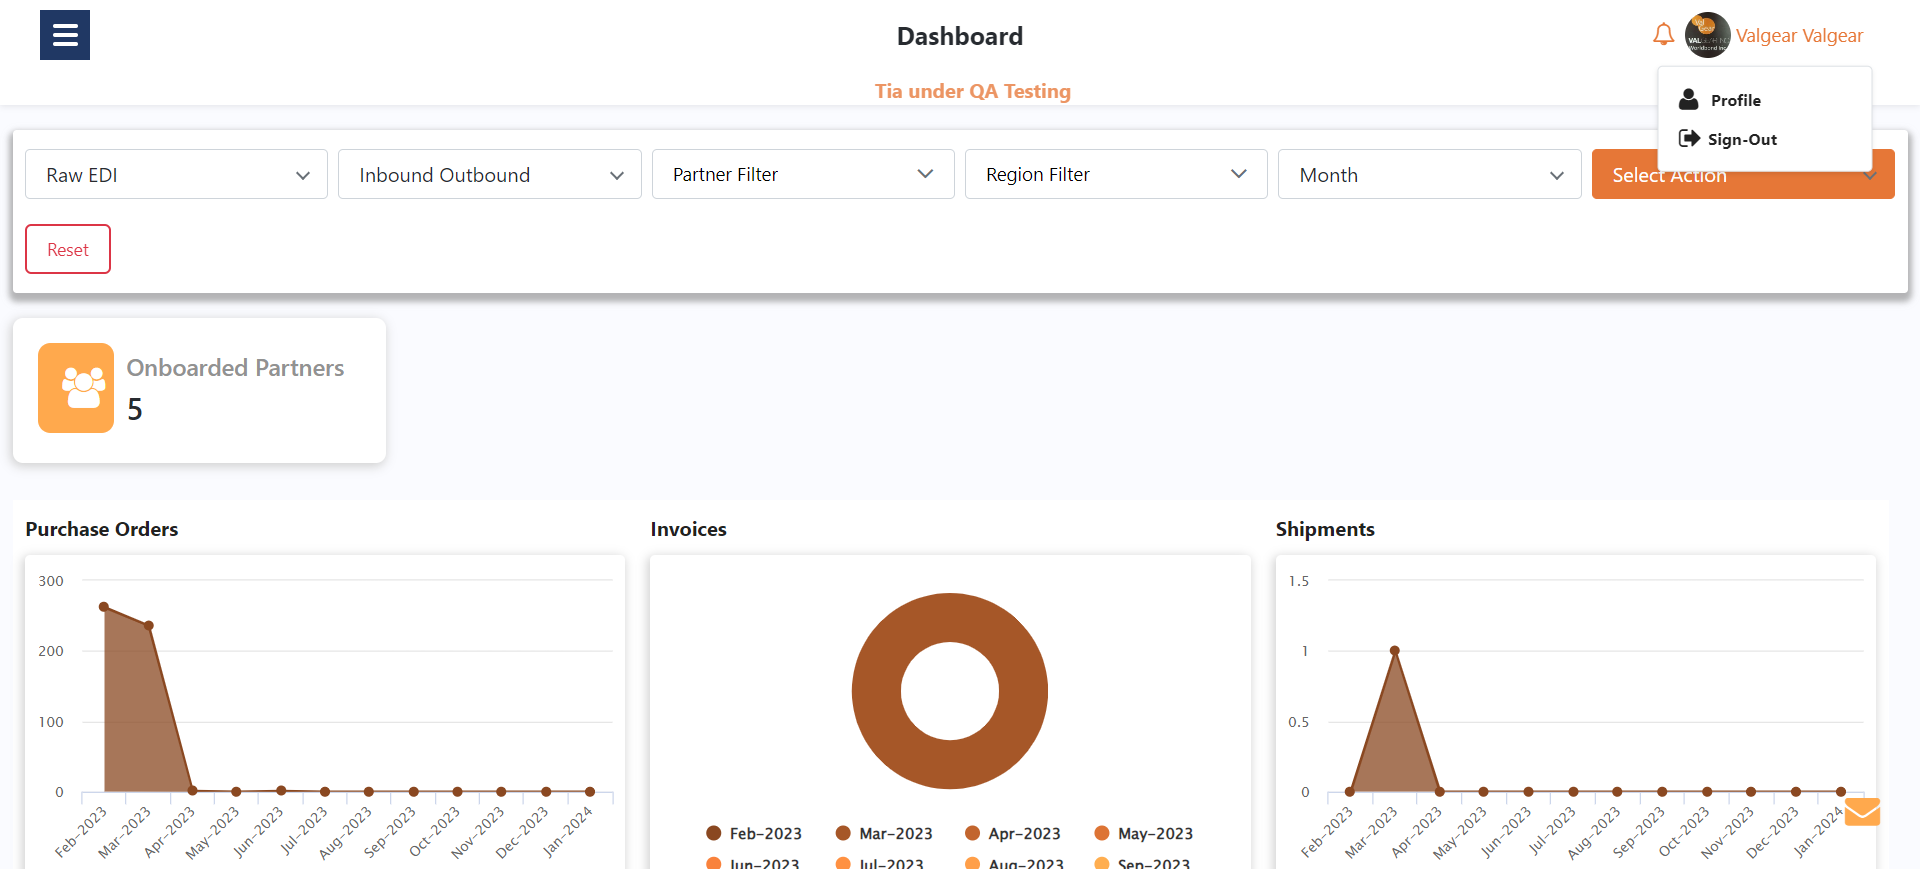 Dashboard
Valgear Valgear
Tia under QA Testing
Profile
Sign-Out
Raw EDI
Inbound Outbound
Partner Filter
Region Filter
Month
Select Action
Reset
Onboarded Partners
5
Purchase Orders
300
200
100
0
Feb-2023
Mar-2023
Apr-2023
May-2023
Jun-2023
Jul-2023
Aug-2023
Sep-2023
Oct-2023
Nov-2023
Dec-2023
Jan-2024
Invoices
Feb-2023 Mar-2023 Apr-2023 May-2023
Jun-2023 Jul-2023 Aug-2023 Sep-2023
Shipments
1.5
1
0.5
0
Feb-2023
Mar-2023
Apr-2023
May-2023
Jun-2023
Jul-2023
Aug-2023
Sep-2023
Oct-2023
Nov-2023
Dec-2023
Jan-2024